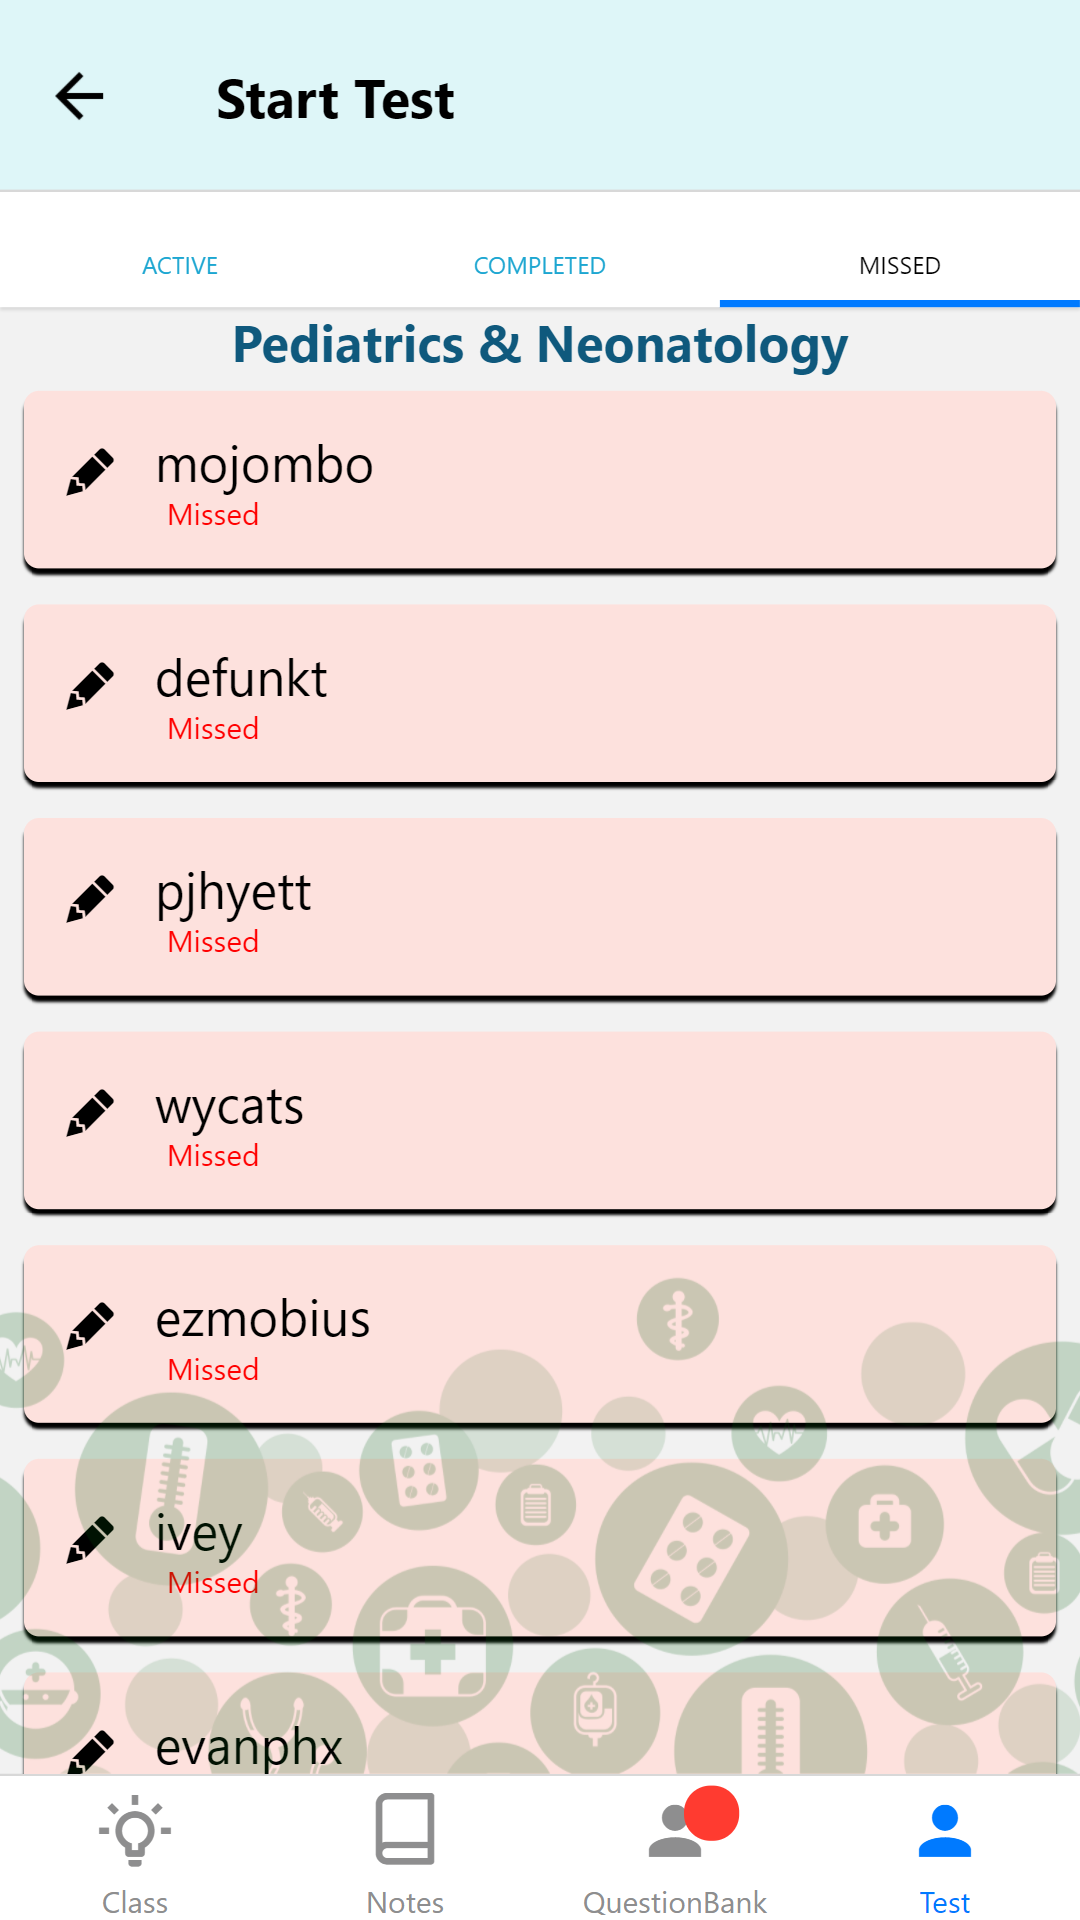 Start Test
ACTIVE COMPLETED MISSED
Pediatrics & Neonatology
mojombo
Missed
defunkt
Missed
pjhyett
Missed
wycats
Missed
ezmobius
Missed
ivey
Missed
evanphx
Class Notes QuestionBank Test